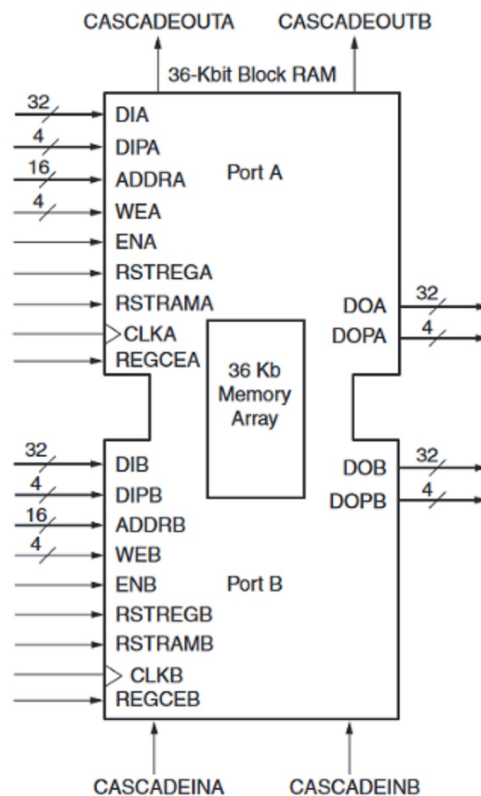 CASCADEOUTA CASCADEOUTB
36-Kbit Block RAM
32 DIA
4 DIPA
16 ADDRA Port A
4 WEA
ENA
RSTREGA
RSTRAMA DOA 32
CLKA DOPA 4
REGCEA
36 Kb
Memory
Array
32 DIB DOB 32
4 DIPB DOPB 4
16 ADDRB
4 WEB
ENB Port B
RSTREGB
RSTRAMB
CLKB
REGCEB
CASCADEINA CASCADEINB